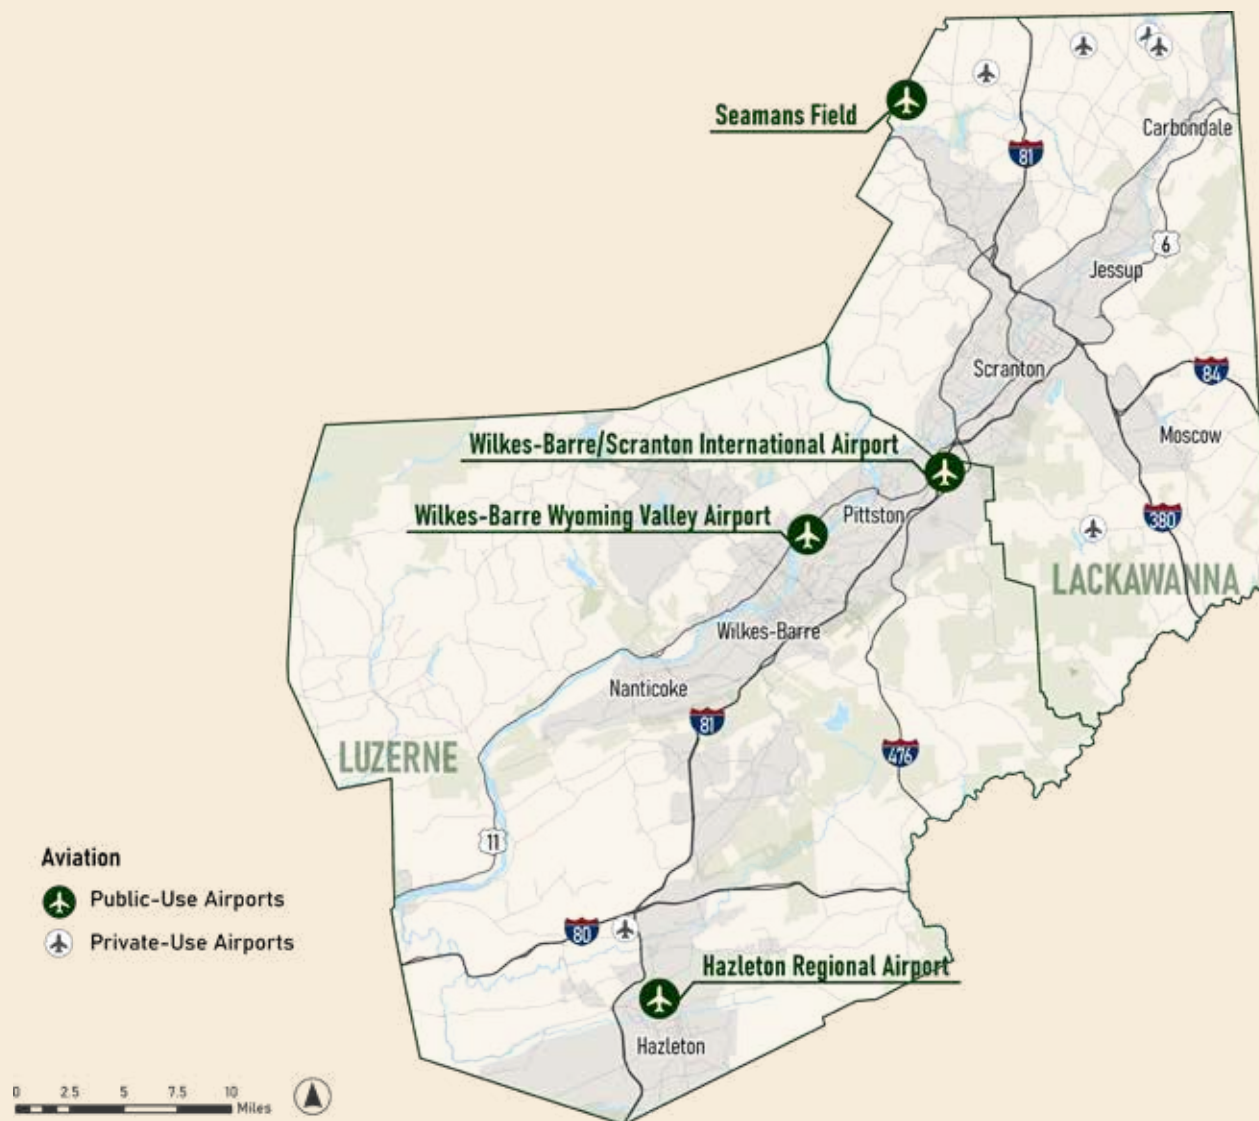 Seamans Field
81
Carbondale
6
Jessup
Scranton
84
Moscow
Wilkes-Barre/Scranton International Airport
Wilkes-Barre Wyoming Valley Airport
Pittston
380
LACKAWANNA
Wilkes-Barre
Nanticoke
81
476
LUZERNE
11
Aviation
Public-Use Airports
Private-Use Airports
80
Hazleton Regional Airport
Hazleton
0 2.5 5 7.5 10
Miles